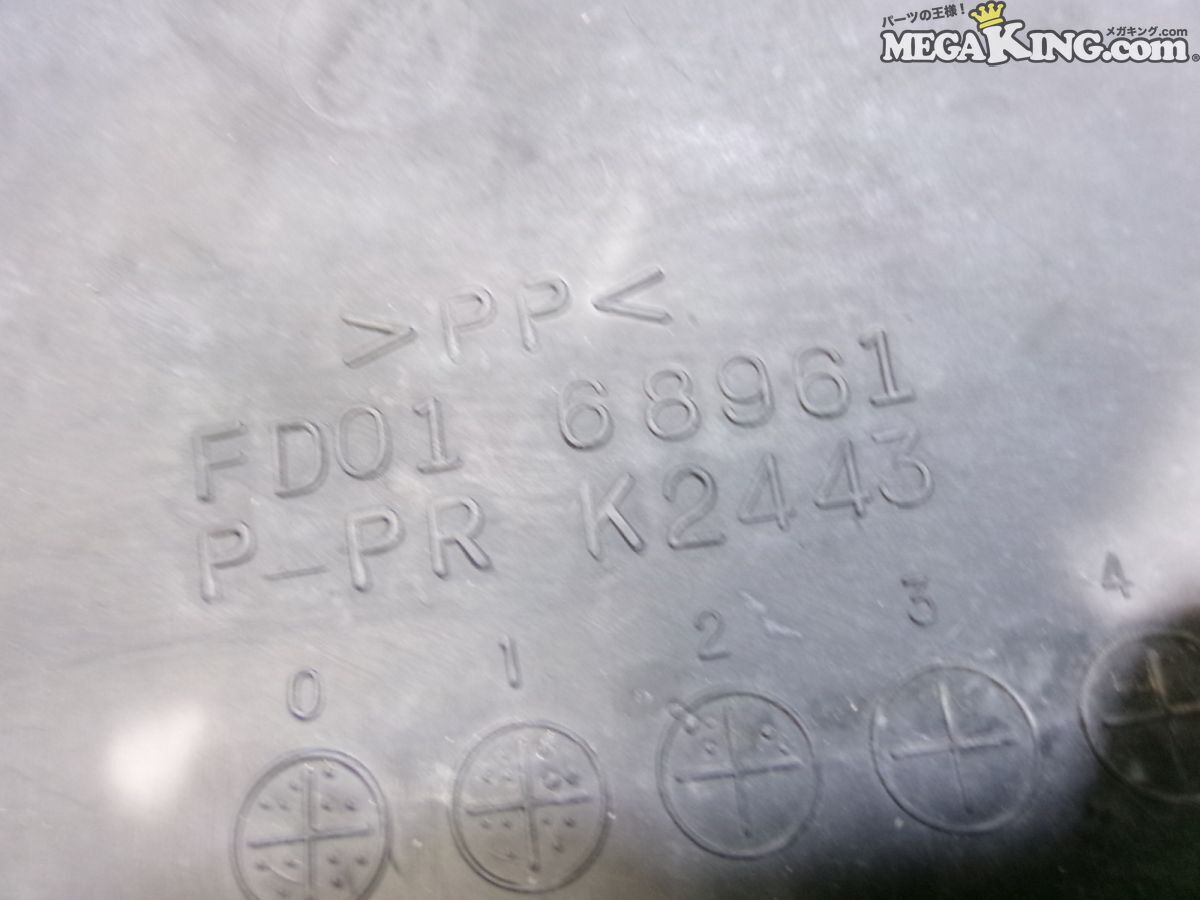 パーツの王様!
メガキング.com
MEGAKING.com®
>PP<
FD01 68961
P-PR K2443
0 1 2 3 4